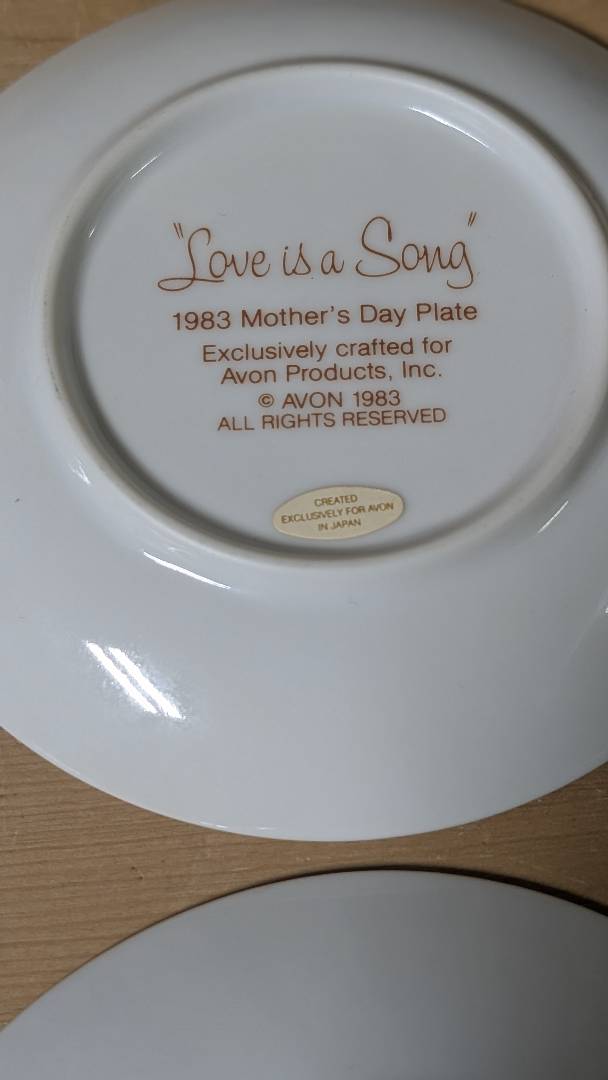 "Love is a Song"
1983 Mother's Day Plate
Exclusively crafted for
Avon Products, Inc.
© AVON 1983
ALL RIGHTS RESERVED
CREATED
EXCLUSIVELY FOR AVON
IN JAPAN